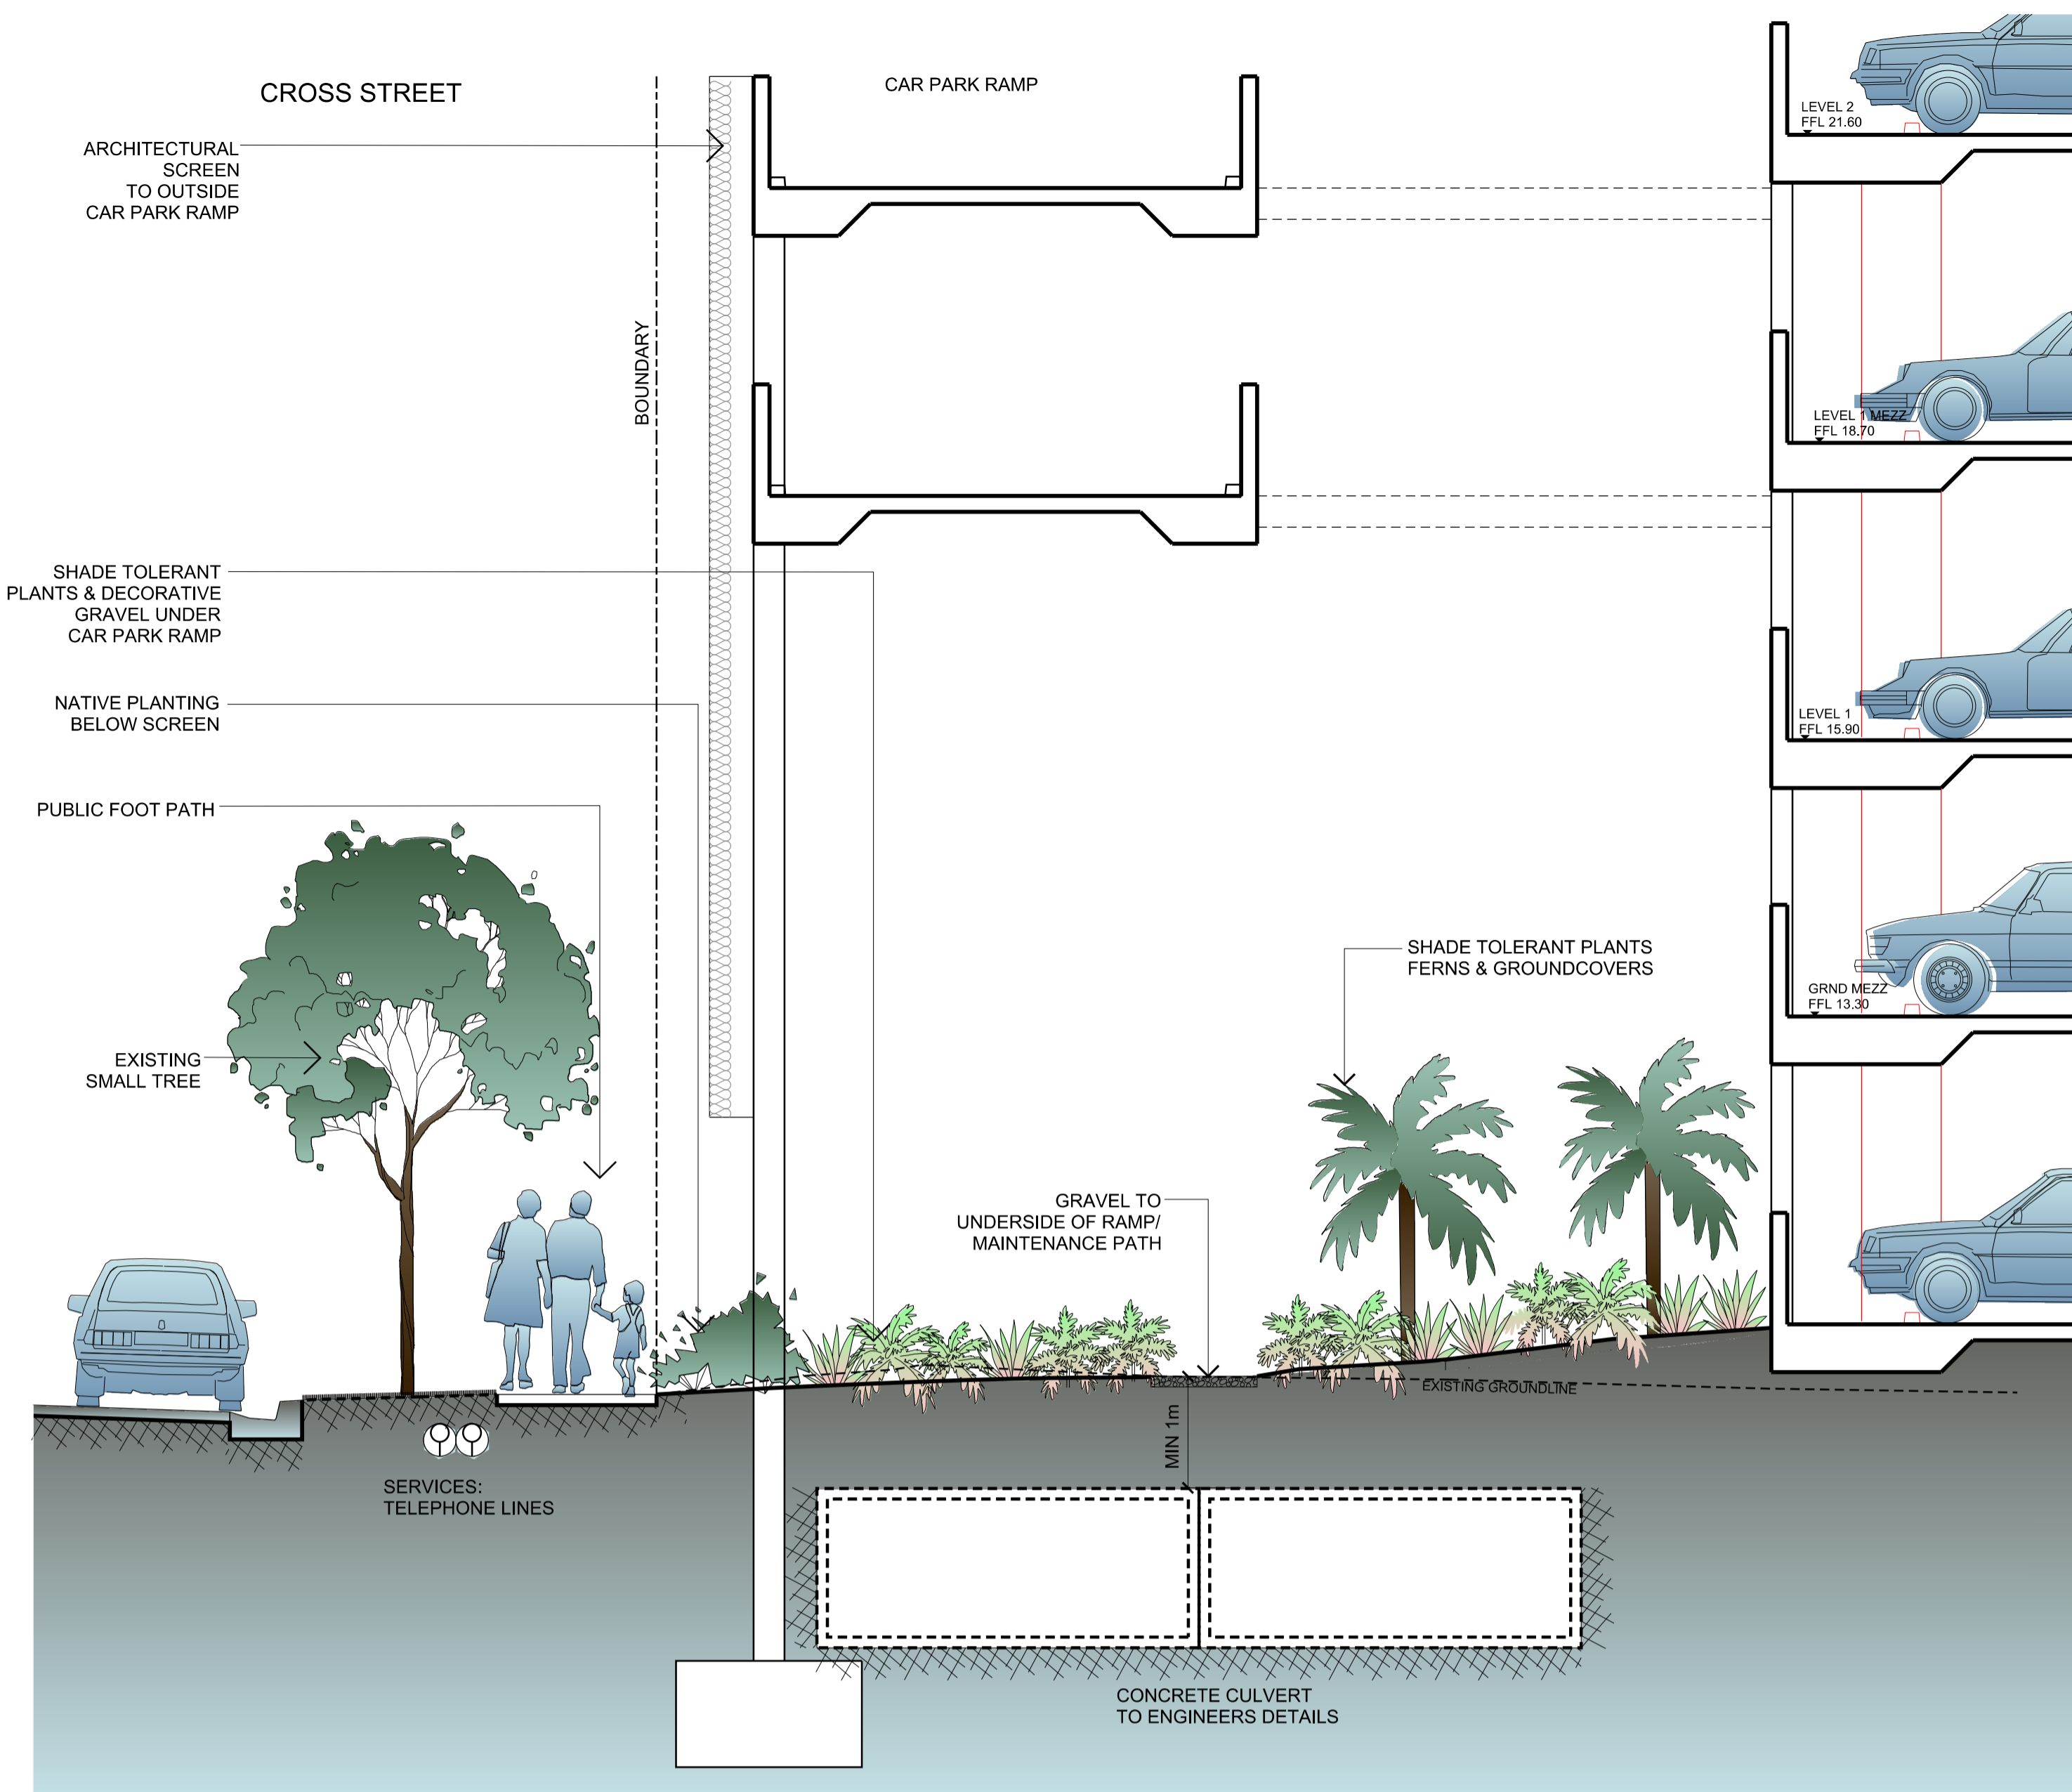 CROSS STREET
CAR PARK RAMP
ARCHITECTURAL
SCREEN
TO OUTSIDE
CAR PARK RAMP
LEVEL 2
FFL 21.60
BOUNDARY
LEVEL 1 MEZZ
FFL 18.70
SHADE TOLERANT
PLANTS & DECORATIVE
GRAVEL UNDER
CAR PARK RAMP
NATIVE PLANTING
BELOW SCREEN
LEVEL 1
FFL 15.90
PUBLIC FOOT PATH
SHADE TOLERANT PLANTS
FERNS & GROUNDCOVERS
GRND MEZZ
FFL 13.30
EXISTING
SMALL TREE
GRAVEL TO
UNDERSIDE OF RAMP/
MAINTENANCE PATH
EXISTING GROUNDLINE
MIN 1m
SERVICES:
TELEPHONE LINES
CONCRETE CULVERT
TO ENGINEERS DETAILS